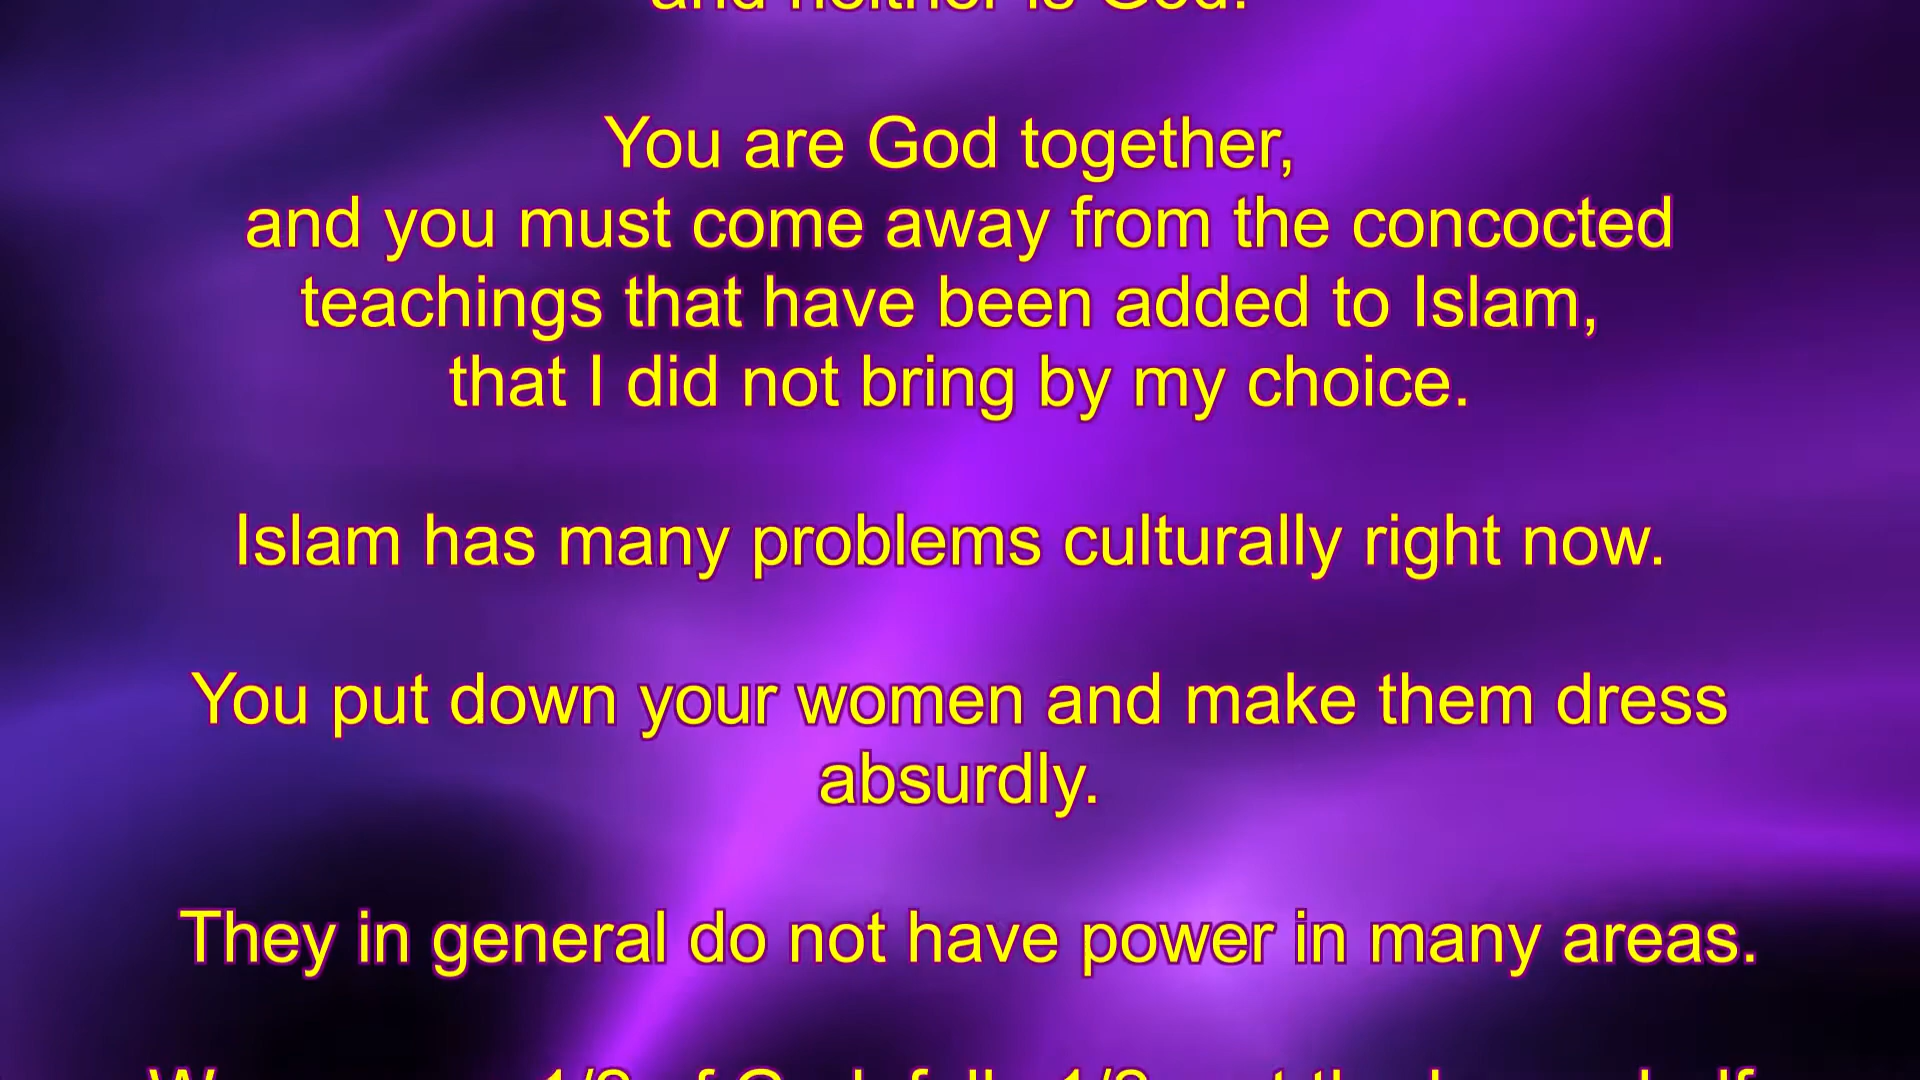 and neither is God.
You are God together,
and you must come away from the concocted
teachings that have been added to Islam,
that I did not bring by my choice.
Islam has many problems culturally right now.
You put down your women and make them dress
absurdly.
They in general do not have power in many areas.